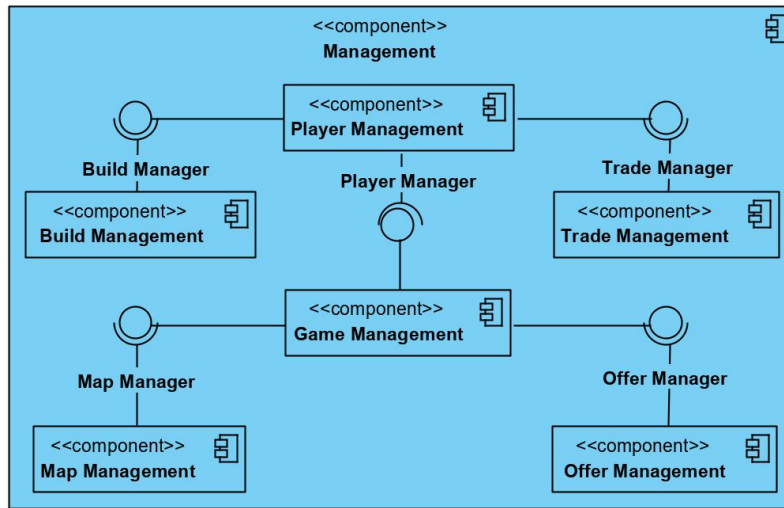 <<component>>
Management
<<component>>
Player Management
Build Manager
Player Manager
Trade Manager
<<component>>
Build Management
<<component>>
Trade Management
<<component>>
Game Management
Map Manager
Offer Manager
<<component>>
Map Management
<<component>>
Offer Management